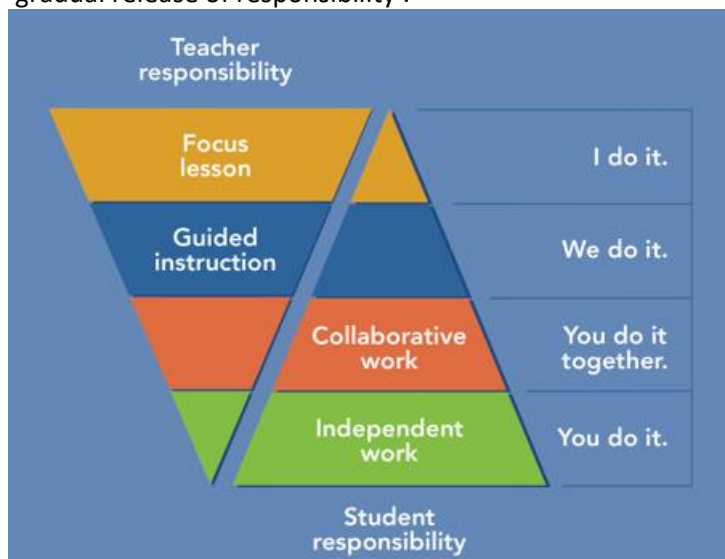 gradual release of responsibility .
Teacher
responsibility
Focus
lesson
I do it.
Guided
instruction
We do it.
Collaborative
work
You do it
together.
Independent
work
You do it.
Student
responsibility